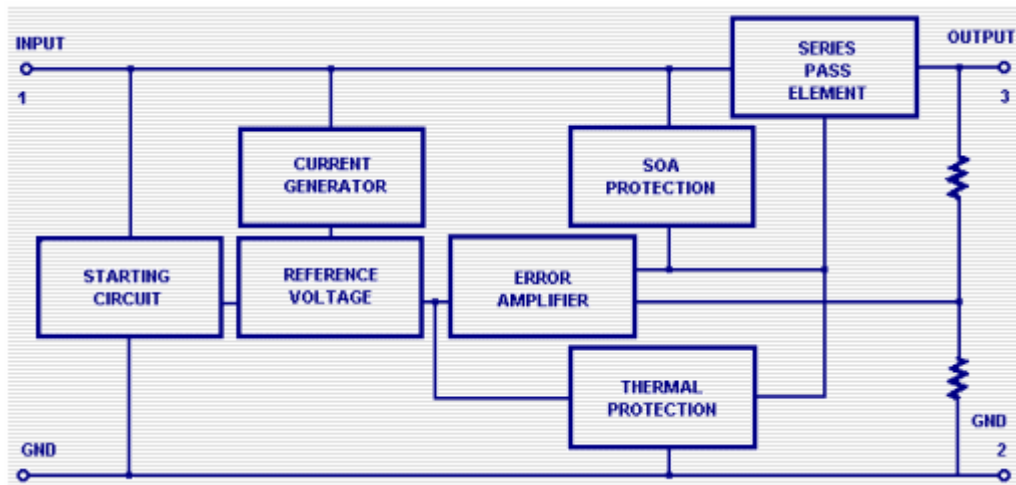 INPUT
1
SERIES
PASS
ELEMENT
OUTPUT
3
CURRENT
GENERATOR
SOA
PROTECTION
STARTING
CIRCUIT
REFERENCE
VOLTAGE
ERROR
AMPLIFIER
THERMAL
PROTECTION
GND
GND
2